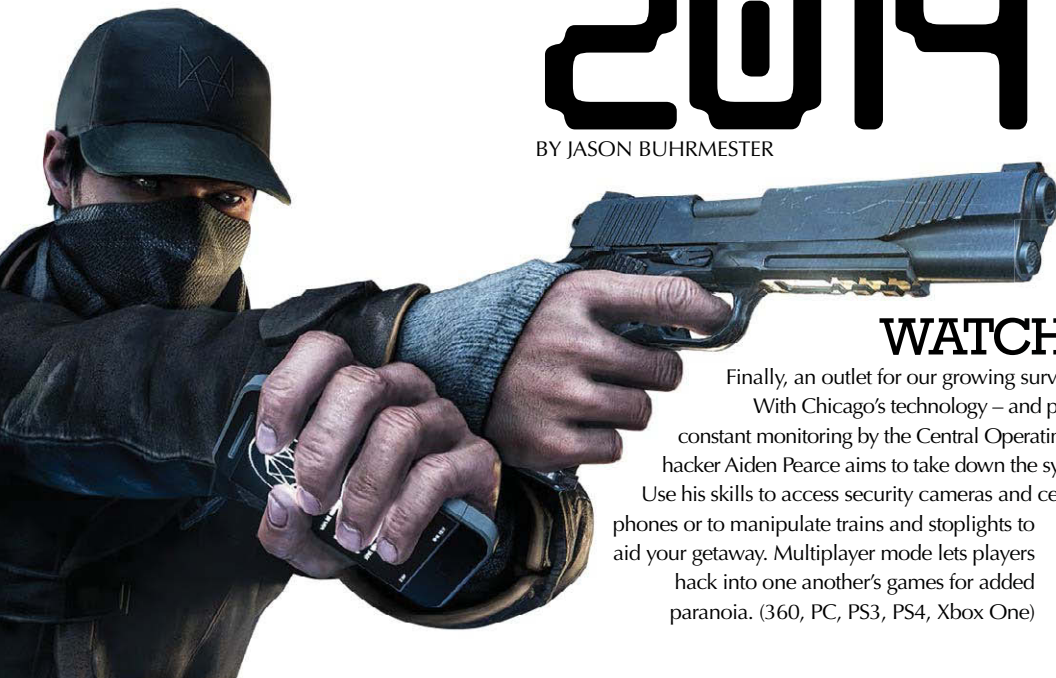 2014
BY JASON BUHRMESTER
WATCH
Finally, an outlet for our growing surv
With Chicago's technology – and p
constant monitoring by the Central Operatin
hacker Aiden Pearce aims to take down the sy
Use his skills to access security cameras and ce
phones or to manipulate trains and stoplights to
aid your getaway. Multiplayer mode lets players
hack into one another's games for added
paranoia. (360, PC, PS3, PS4, Xbox One)